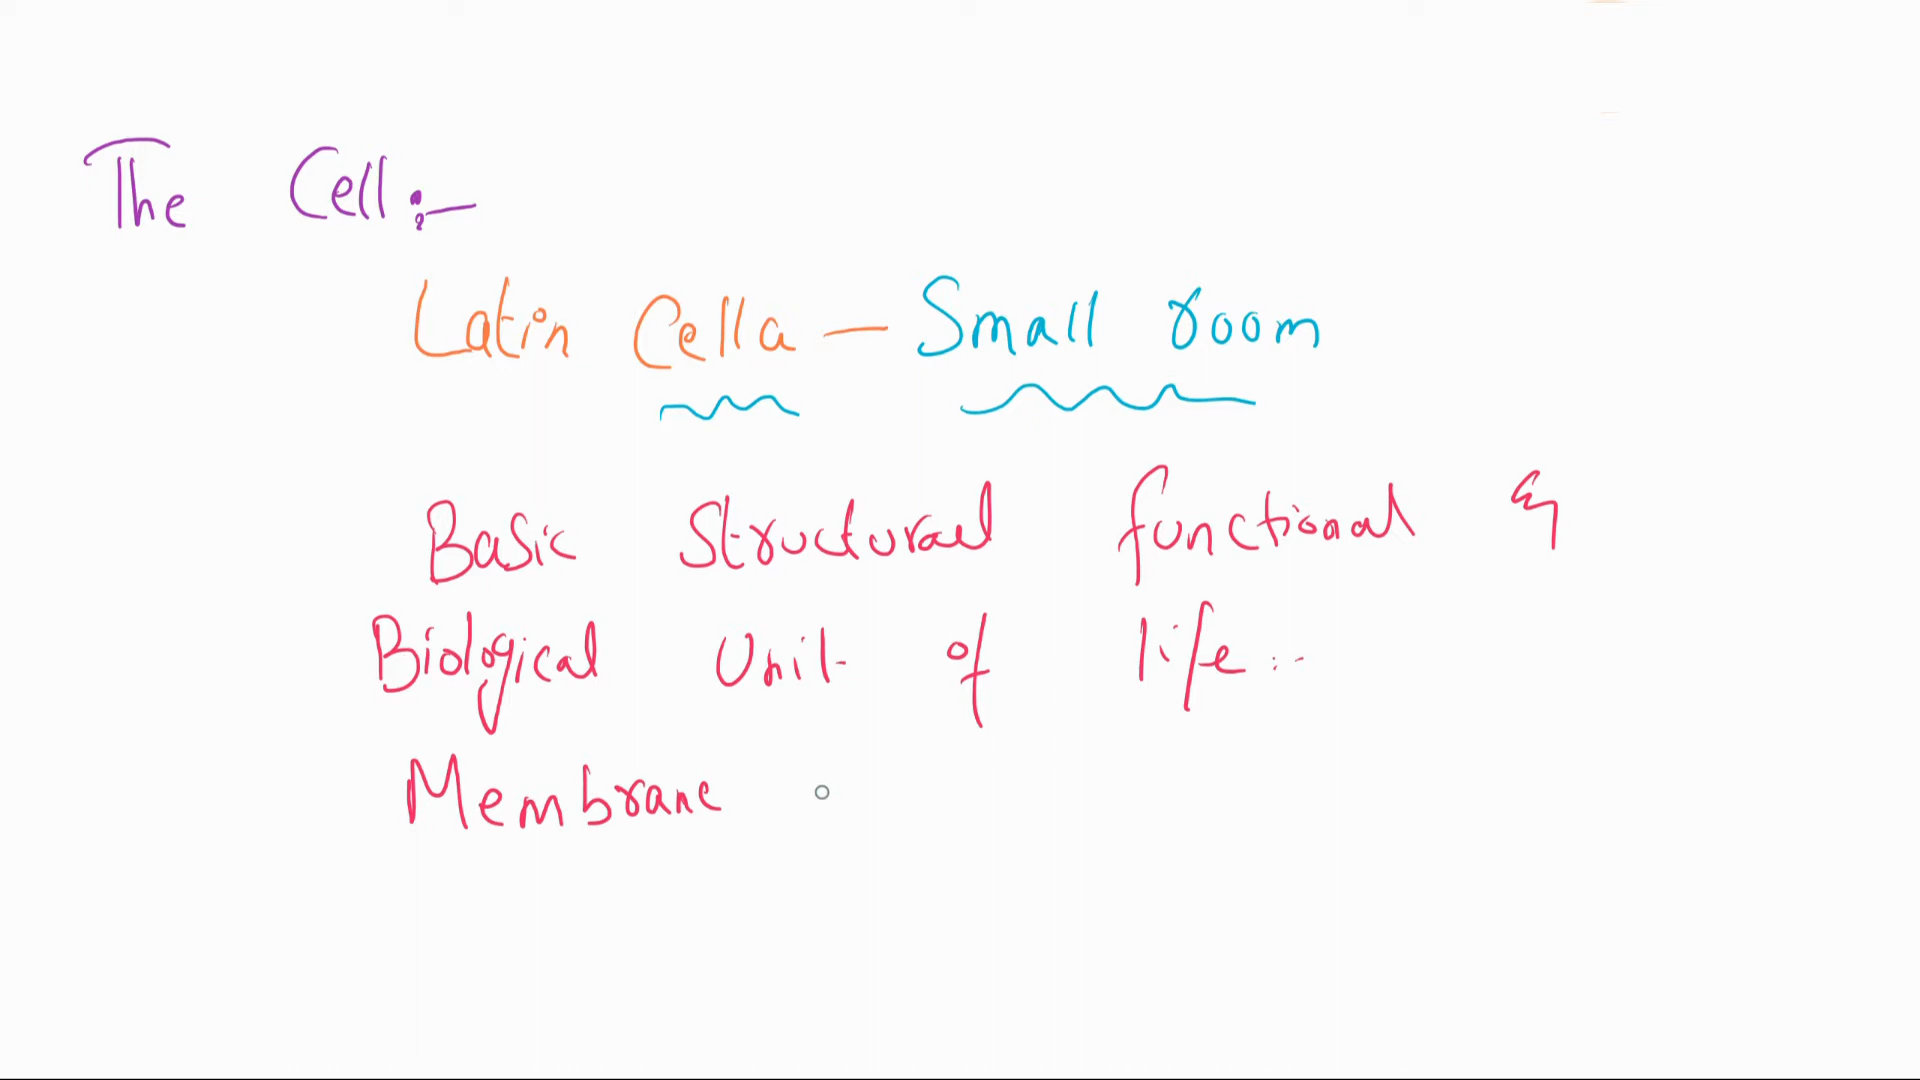 The Cell:-
Latin Cella - Small room
Basic Structural functional &
Biological Unit of life :-
Membrane